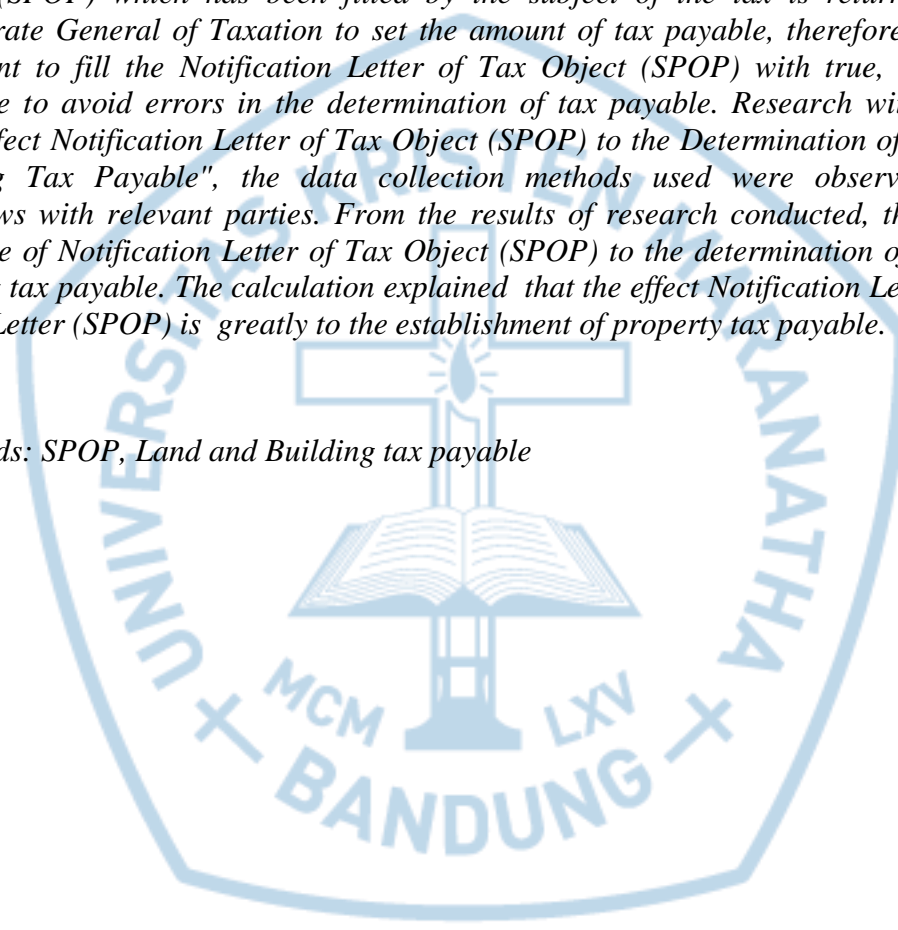 (SPOP) which has been filled by the subject of the tax is return
rate General of Taxation to set the amount of tax payable, therefore
nt to fill the Notification Letter of Tax Object (SPOP) with true,
e to avoid errors in the determination of tax payable. Research wi
ffect Notification Letter of Tax Object (SPOP) to the Determination of
g Tax Payable", the data collection methods used were observ
ws with relevant parties. From the results of research conducted, th
e of Notification Letter of Tax Object (SPOP) to the determination o
tax payable. The calculation explained that the effect Notification Le
Letter (SPOP) is greatly to the establishment of property tax payable.
ds: SPOP, Land and Building tax payable
UNIVERSITAS KRISTEN MARANATHA
MCM LXV
BANDUNG